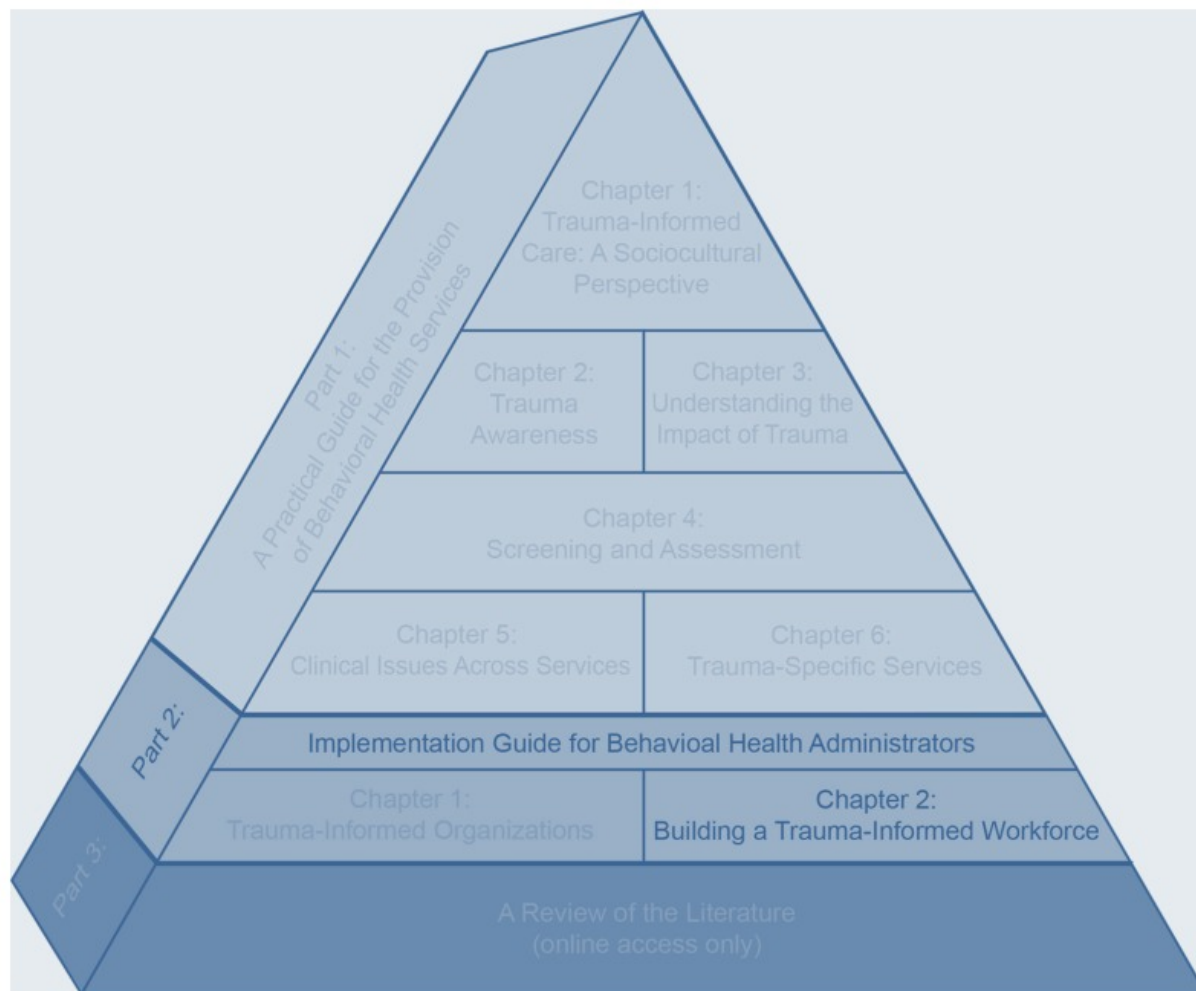 Part 1:
A Practical Guide for the Provision
of Behavioral Health Services
Chapter 1:
Trauma-Informed
Care: A Sociocultural
Perspective
Chapter 2:
Trauma
Awareness
Chapter 3:
Understanding the
Impact of Trauma
Chapter 4:
Screening and Assessment
Chapter 5:
Clinical Issues Across Services
Chapter 6:
Trauma-Specific Services
Part 2:
Implementation Guide for Behavioal Health Administrators
Chapter 1:
Trauma-Informed Organizations
Chapter 2:
Building a Trauma-Informed Workforce
Part 3:
A Review of the Literature
(online access only)